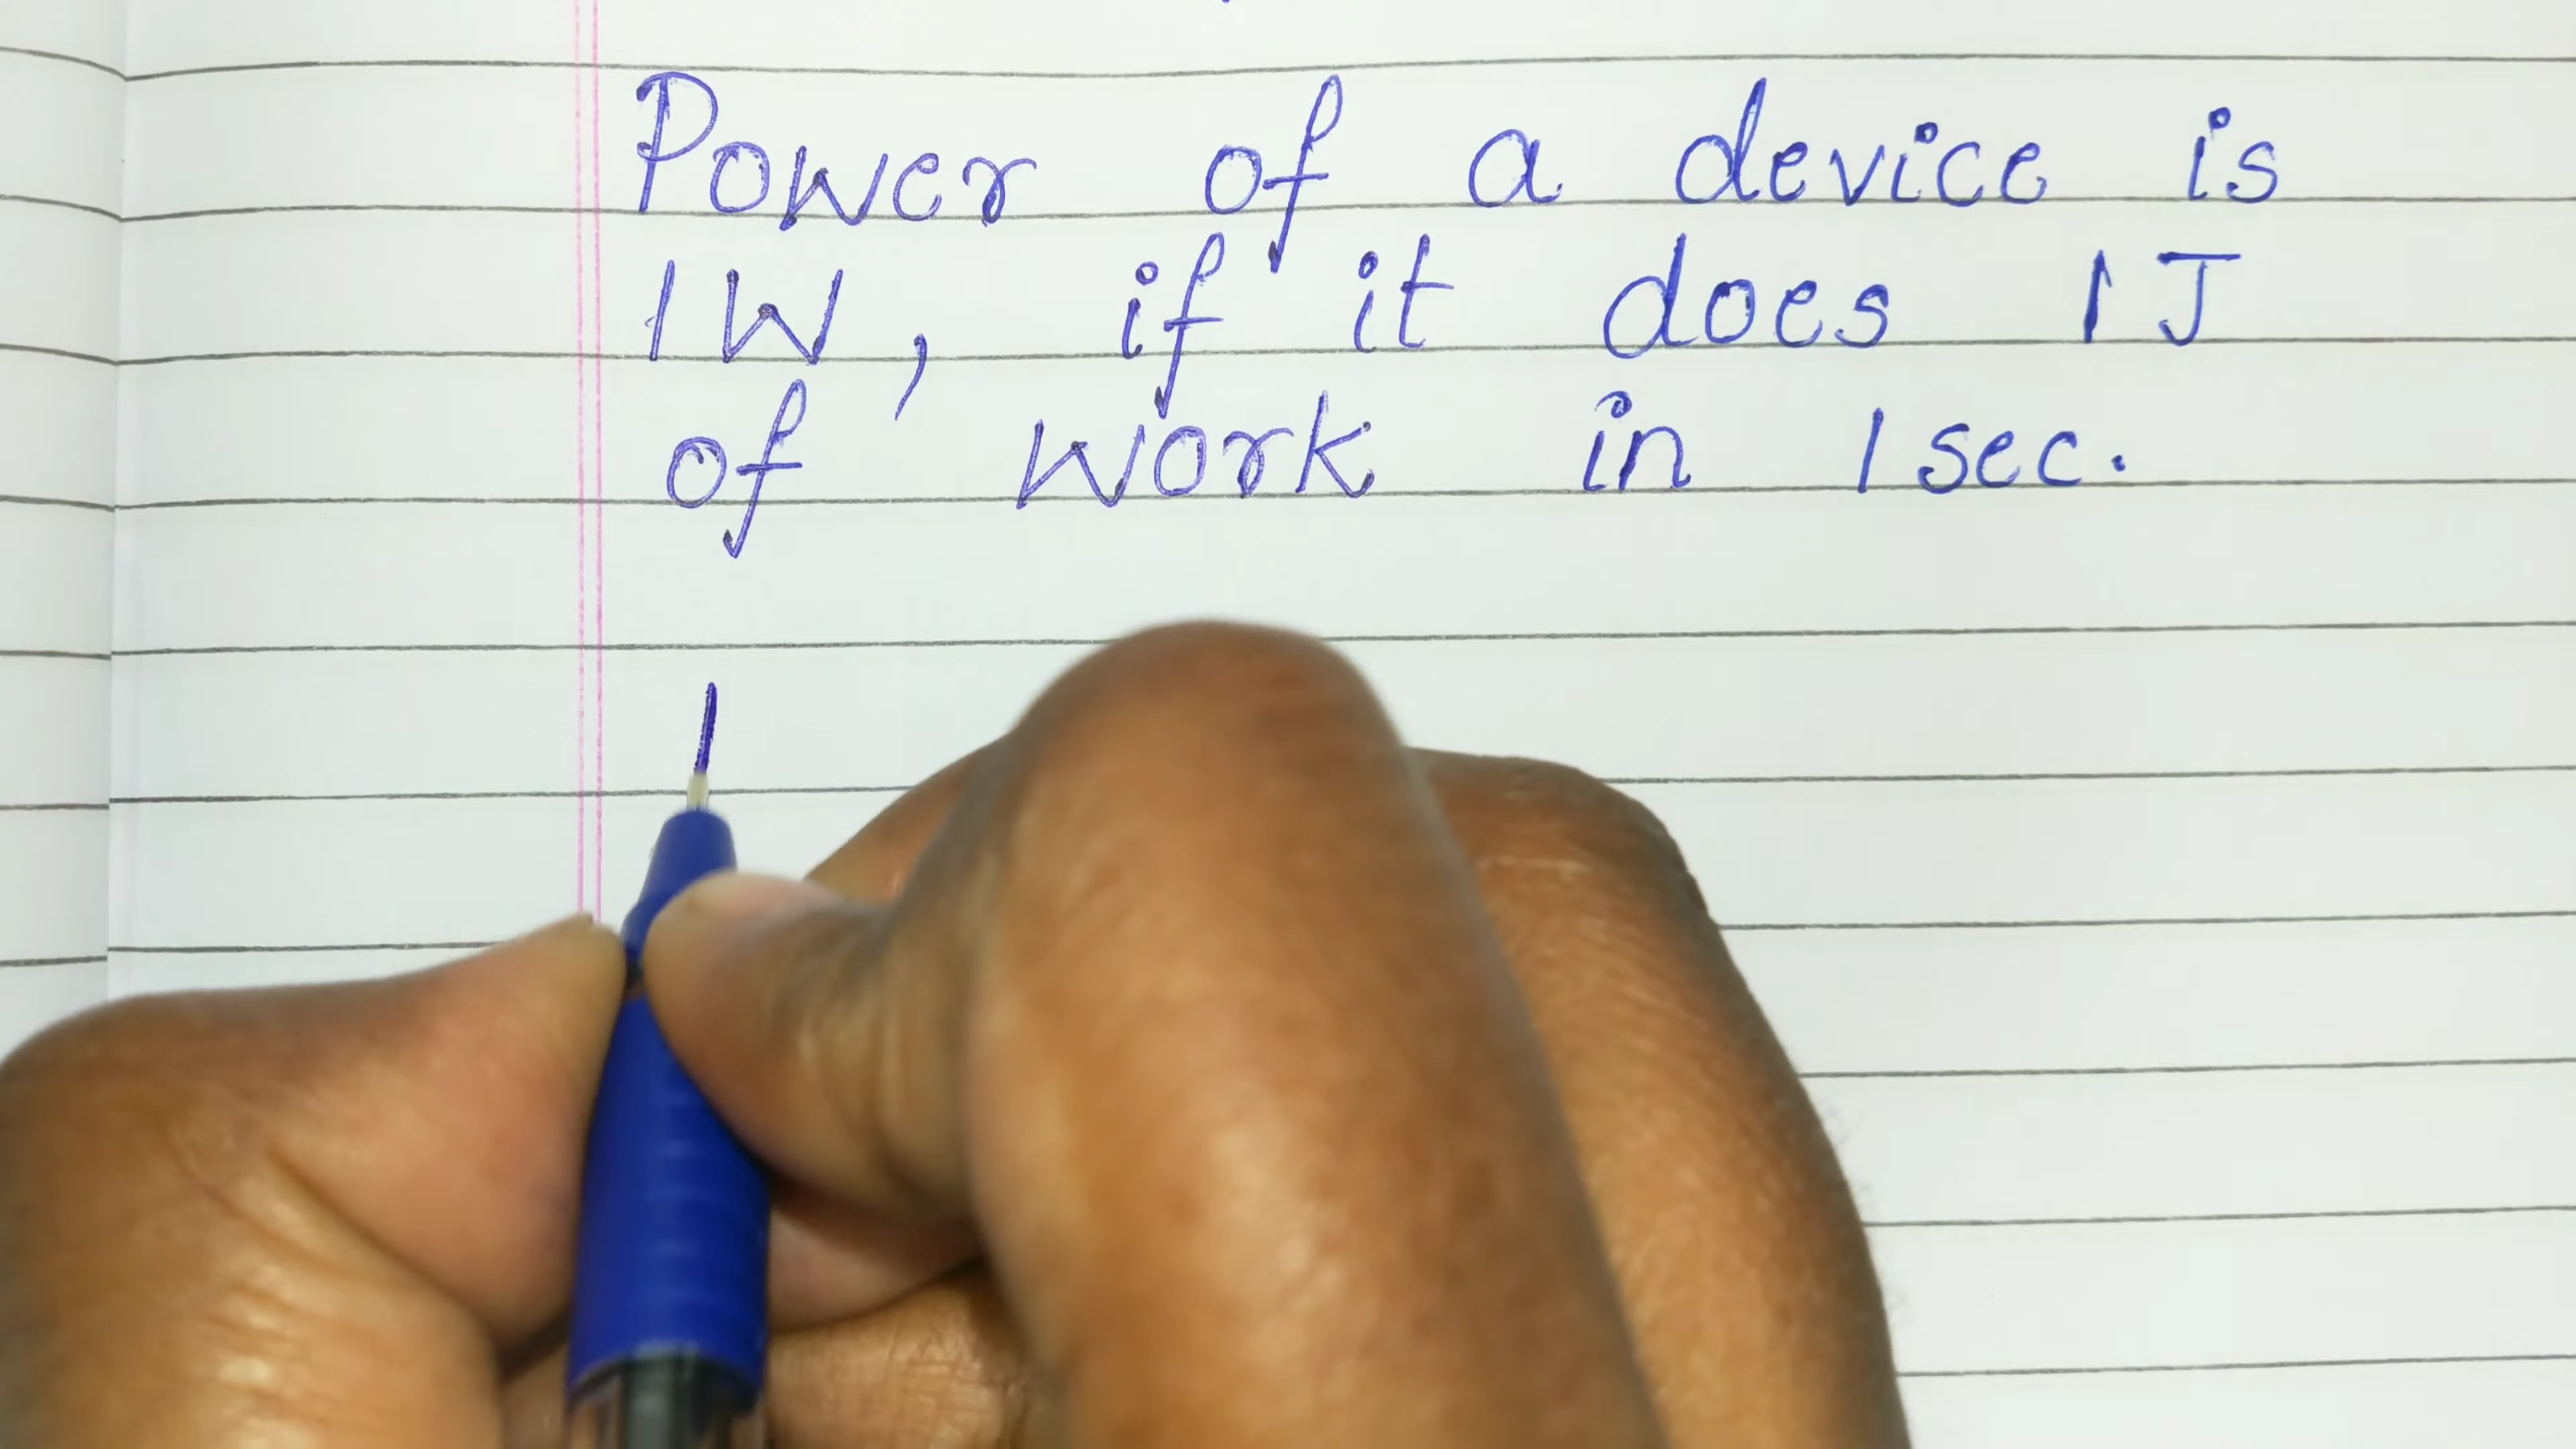 Power of a device is
1W, if it does 1J
of work in 1sec.